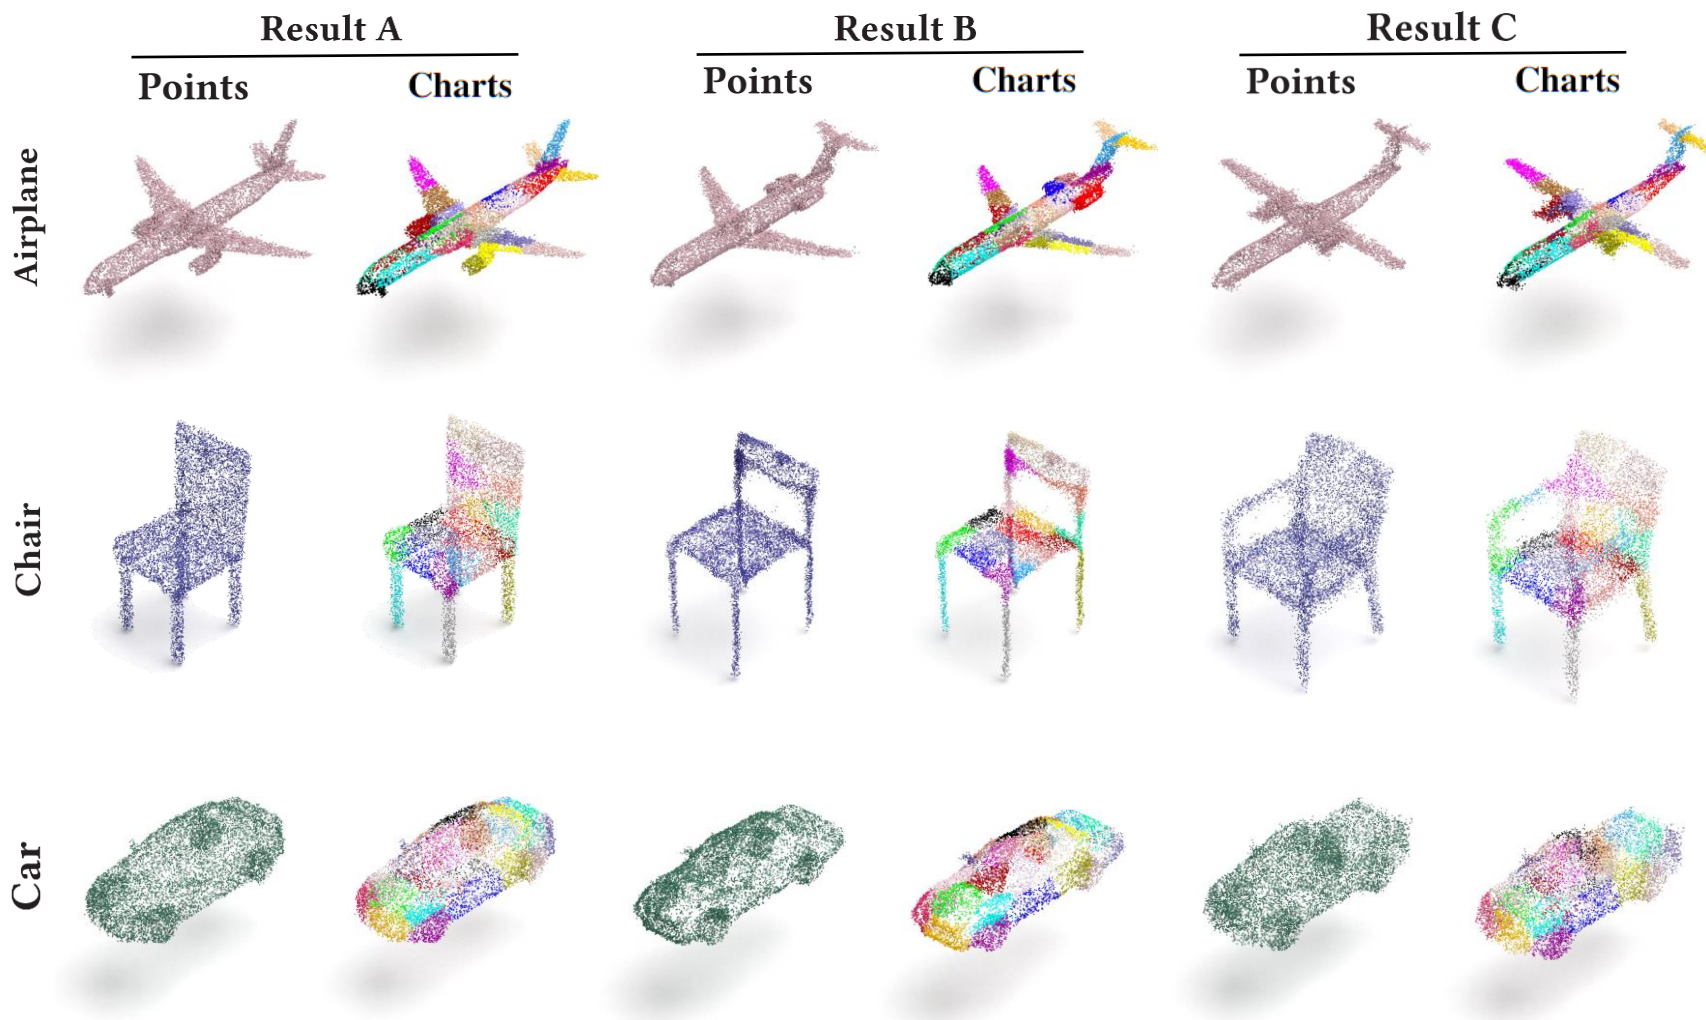 Result A
Result B
Result C
Points
Charts
Points
Charts
Points
Charts
Airplane
Chair
Car